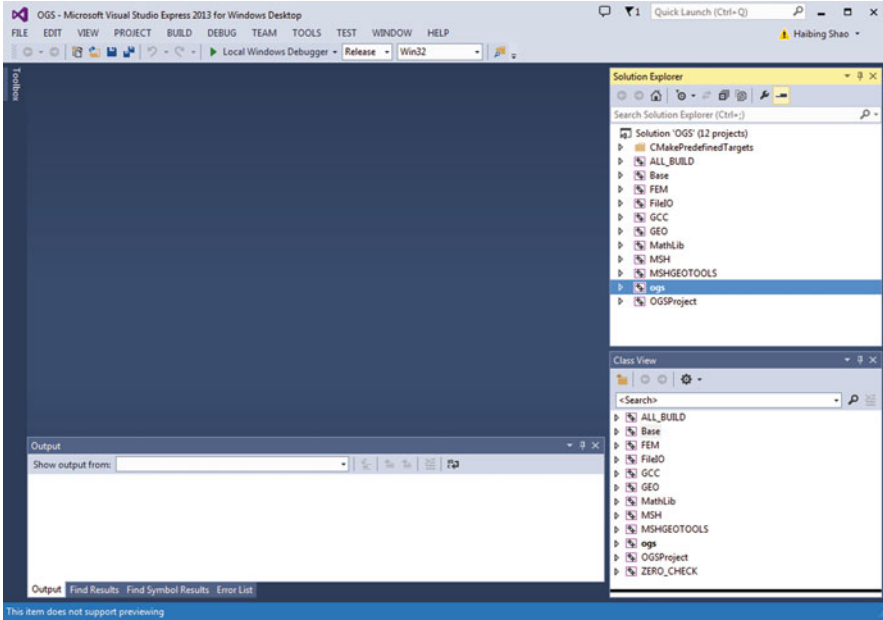 OGS - Microsoft Visual Studio Express 2013 for Windows Desktop
1
Quick Launch (Ctrl+Q)
FILE EDIT VIEW PROJECT BUILD DEBUG TEAM TOOLS TEST WINDOW HELP
Haibing Shao
Local Windows Debugger
Release
Win32
Toolbox
Solution Explorer
Search Solution Explorer (Ctrl+;)
Solution 'OGS' (12 projects)
CMakePredefinedTargets
ALL_BUILD
Base
FEM
FileIO
GCC
GEO
MathLib
MSH
MSHGEOTOOLS
ogs
OGSProject
Class View
<Search>
ALL_BUILD
Base
FEM
FileIO
GCC
GEO
MathLib
MSH
MSHGEOTOOLS
ogs
OGSProject
ZERO_CHECK
Output
Show output from:
Output Find Results Find Symbol Results Error List
This item does not support previewing